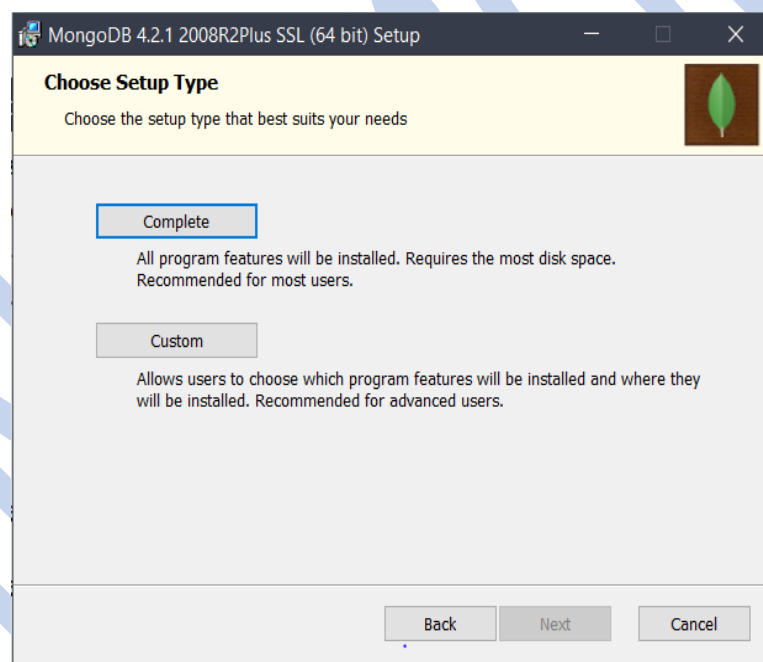 MongoDB 4.2.1 2008R2Plus SSL (64 bit) Setup
Choose Setup Type
Choose the setup type that best suits your needs
Complete
All program features will be installed. Requires the most disk space.
Recommended for most users.
Custom
Allows users to choose which program features will be installed and where they
will be installed. Recommended for advanced users.
Back
Next
Cancel